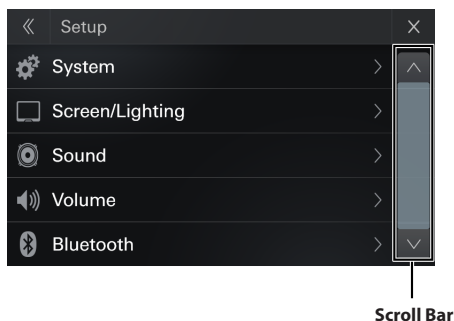 Setup
System
Screen/Lighting
Sound
Volume
Bluetooth
Scroll Bar